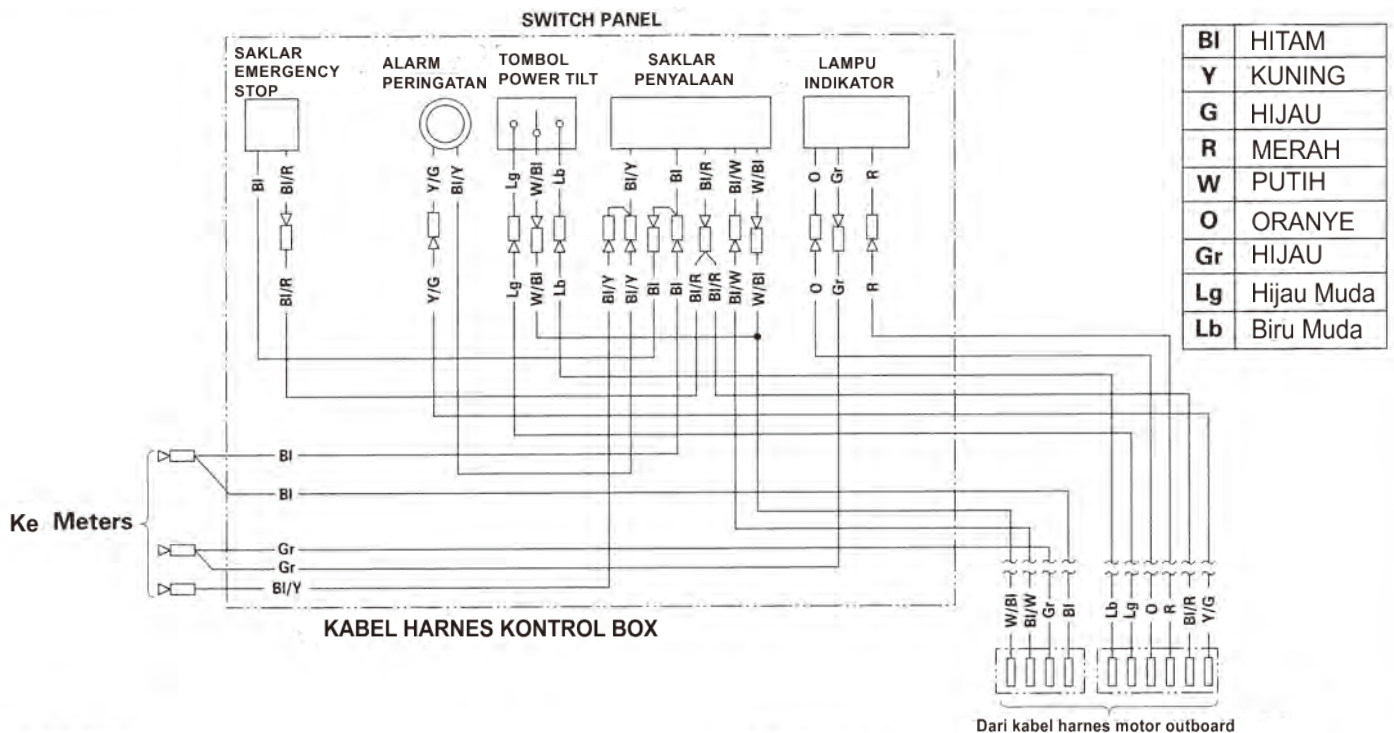 SWITCH PANEL
SAKLAR
EMERGENCY
STOP
ALARM
PERINGATAN
TOMBOL
POWER TILT
SAKLAR
PENYALAAN
LAMPU
INDIKATOR
Bl HITAM
Y KUNING
G HIJAU
R MERAH
W PUTIH
O ORANYE
Gr HIJAU
Lg Hijau Muda
Lb Biru Muda
Bl Bl/R Y/G Bl/Y Lg W/Bl Lb Bl/Y Bl Bl/R Bl/W W/Bl O Gr R
Bl/R Y/G Lg W/Bl Lb Bl/Y Bl/Y Bl Bl Bl/R Bl/R Bl/W W/Bl O Gr R
Bl
Bl
Ke Meters
Gr
Gr
Bl/Y
KABEL HARNES KONTROL BOX
W/Bl Bl/W Gr Bl Lb Lg O R Bl/R Y/G
Dari kabel harnes motor outboard